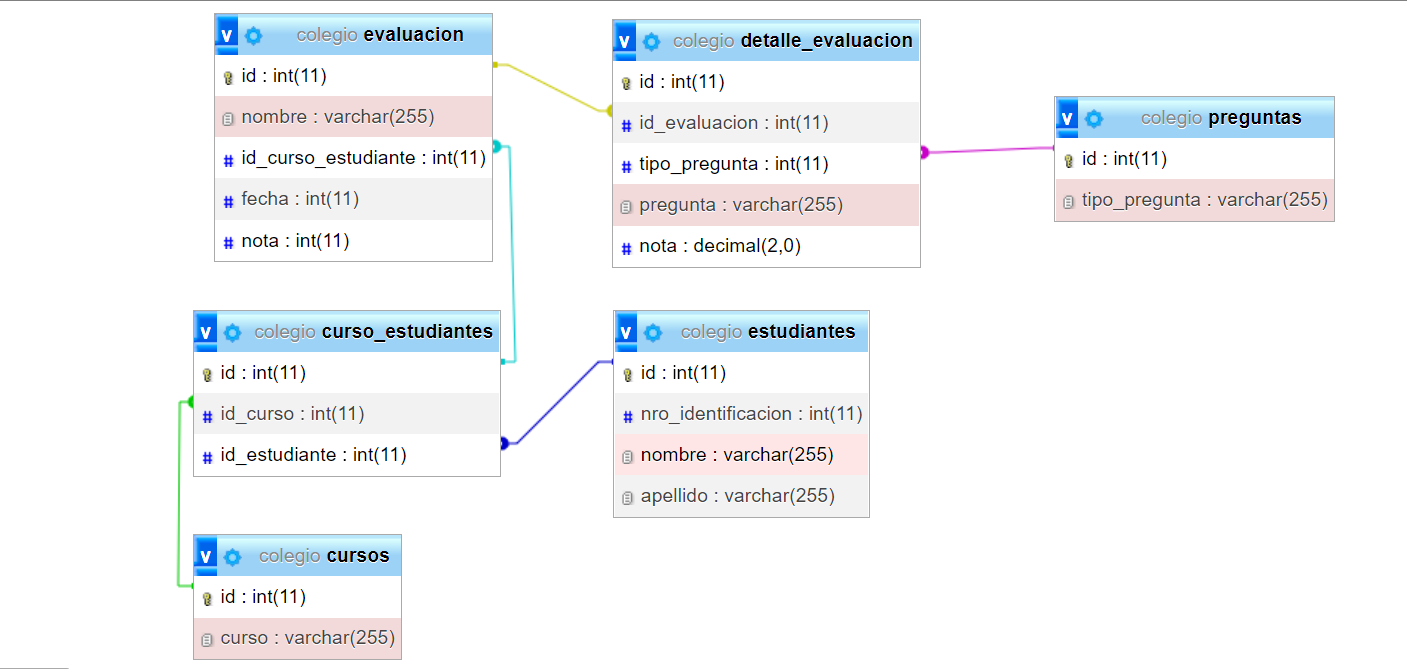 v colegio evaluacion
id : int(11)
nombre : varchar(255)
# id_curso_estudiante : int(11)
# fecha : int(11)
# nota : int(11)
v colegio detalle_evaluacion
id : int(11)
# id_evaluacion : int(11)
# tipo_pregunta : int(11)
pregunta : varchar(255)
# nota : decimal(2,0)
v colegio preguntas
id : int(11)
tipo_pregunta : varchar(255)
v colegio curso_estudiantes
id : int(11)
# id_curso : int(11)
# id_estudiante : int(11)
v colegio estudiantes
id : int(11)
# nro_identificacion : int(11)
nombre : varchar(255)
apellido : varchar(255)
v colegio cursos
id : int(11)
curso : varchar(255)